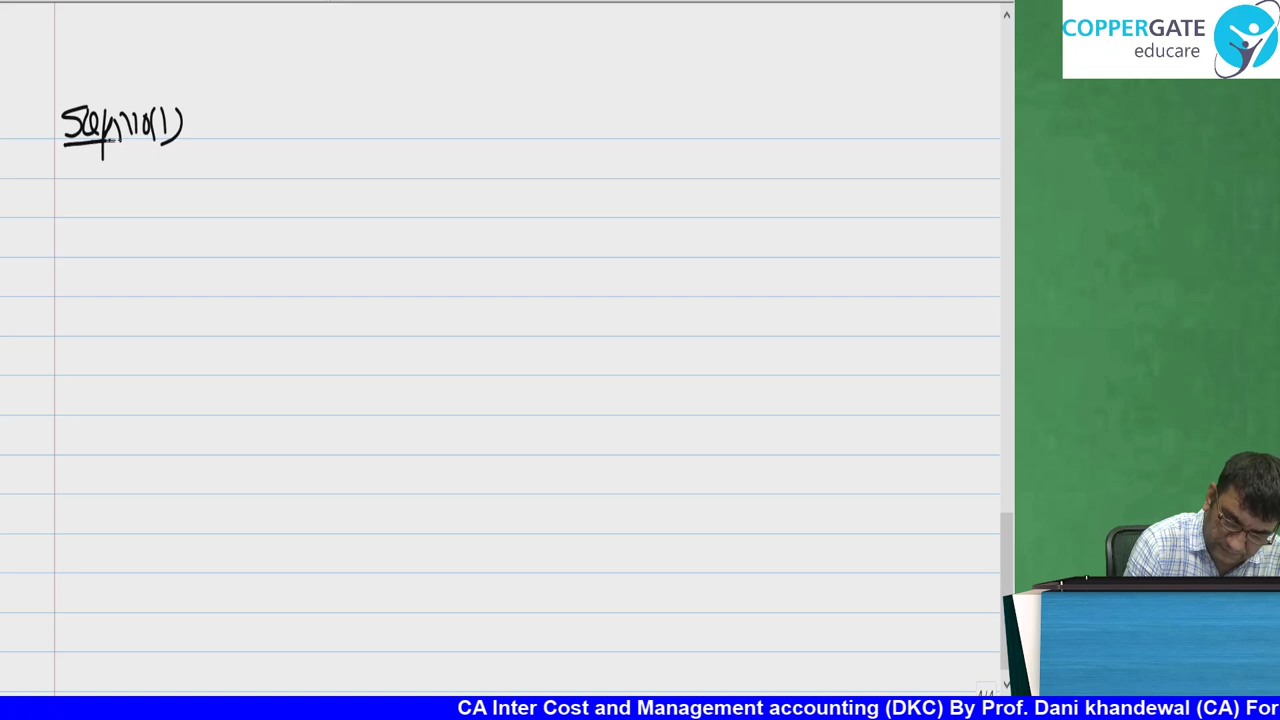 COPPERGATE
educare
CA Inter Cost and Management accounting (DKC) By Prof. Dani khandewal (CA) For